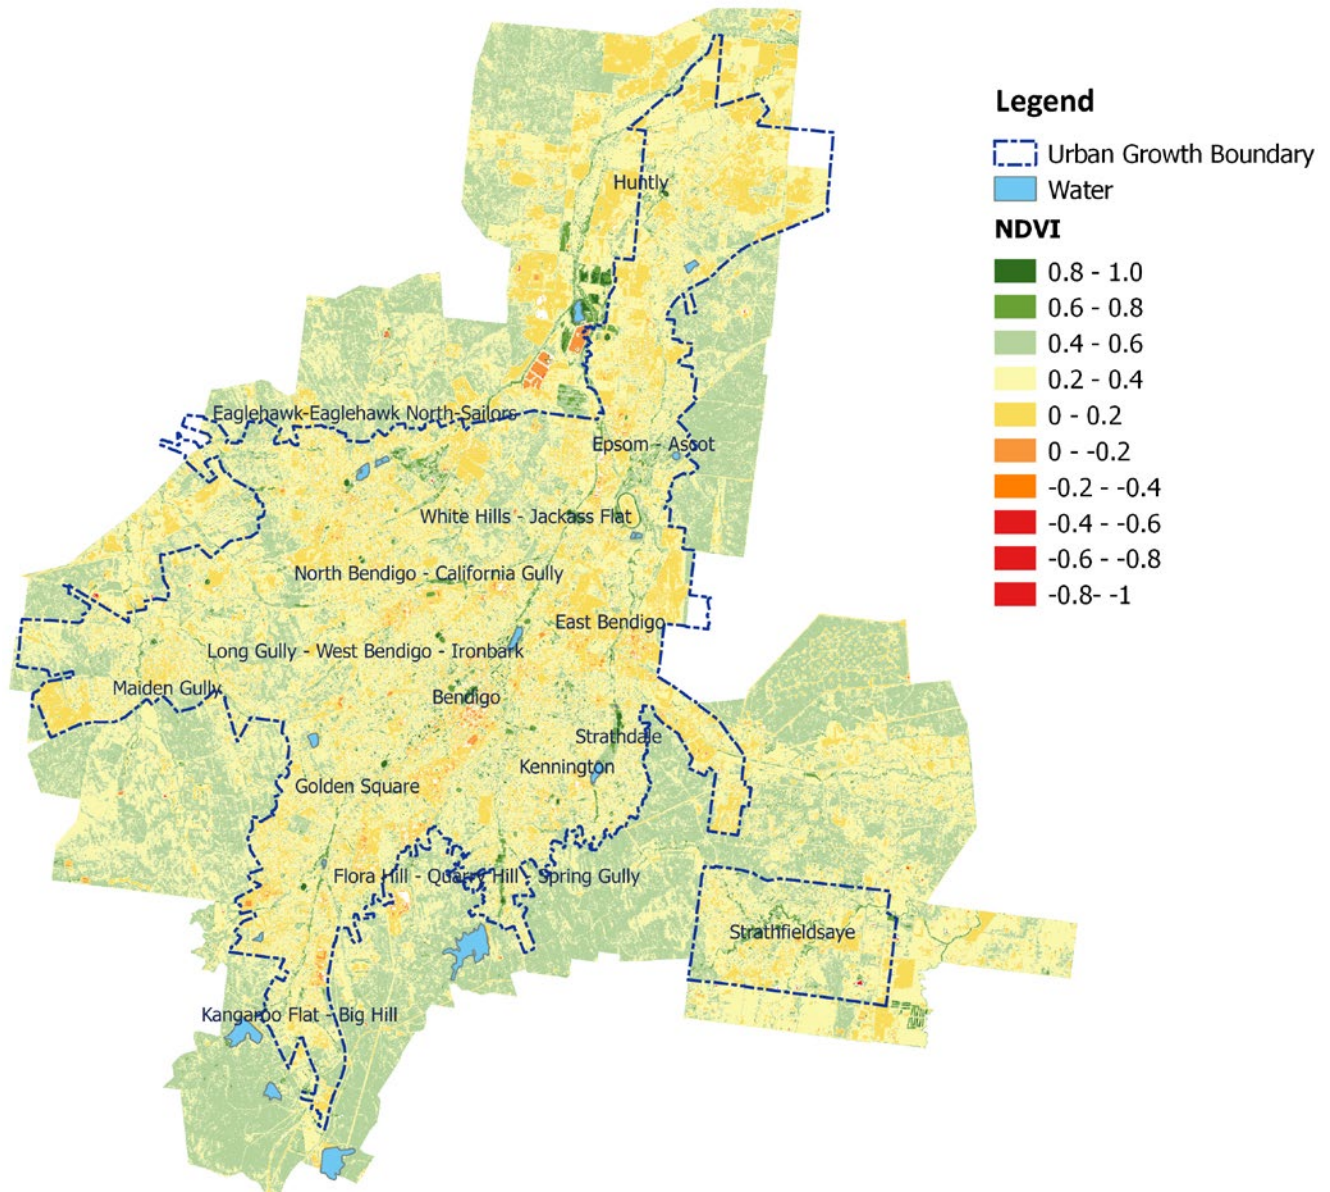 Legend
Urban Growth Boundary
Water
NDVI
0.8 - 1.0
0.6 - 0.8
0.4 - 0.6
0.2 - 0.4
0 - 0.2
0 - -0.2
-0.2 - -0.4
-0.4 - -0.6
-0.6 - -0.8
-0.8- -1
Huntly
Eaglehawk-Eaglehawk North-Sailors
Epsom - Ascot
White Hills - Jackass Flat
North Bendigo - California Gully
East Bendigo
Long Gully - West Bendigo - Ironbark
Maiden Gully
Bendigo
Strathdale
Kennington
Golden Square
Flora Hill - Quarry Hill - Spring Gully
Strathfieldsaye
Kangaroo Flat - Big Hill